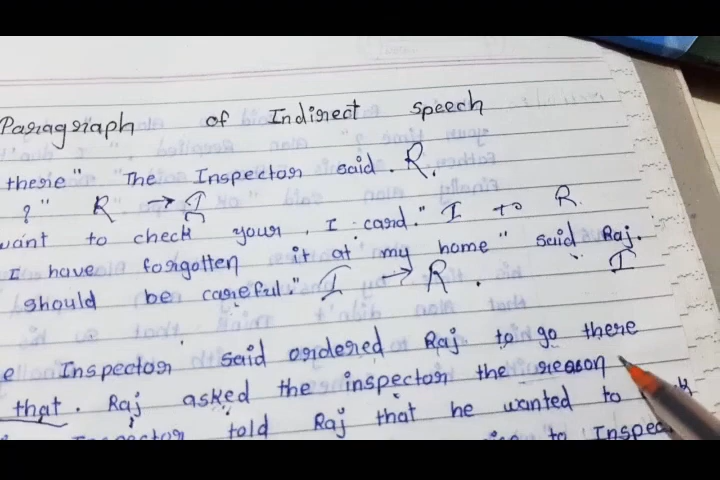 Paragraph of Indirect speech
there" The Inspector said. R.
?" R → I
want to check your I card." I to R
I have forgotten it at my home" said Raj.
should be careful." I → R. I
Inspector said ordered Raj to go there
that. Raj asked the inspector the reason
told Raj that he wanted to
to